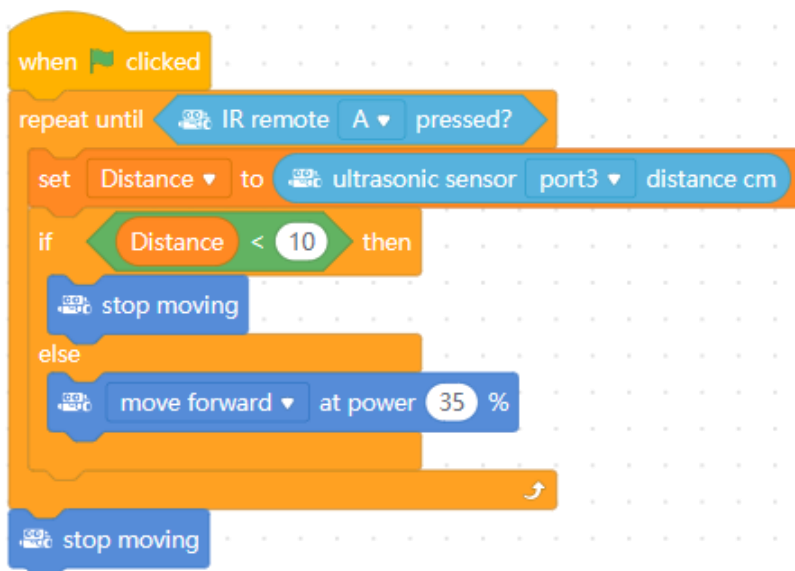 when clicked
repeat until IR remote A ▾ pressed?
set Distance ▾ to ultrasonic sensor port3 ▾ distance cm
if Distance < 10 then
stop moving
else
move forward ▾ at power 35 %
stop moving